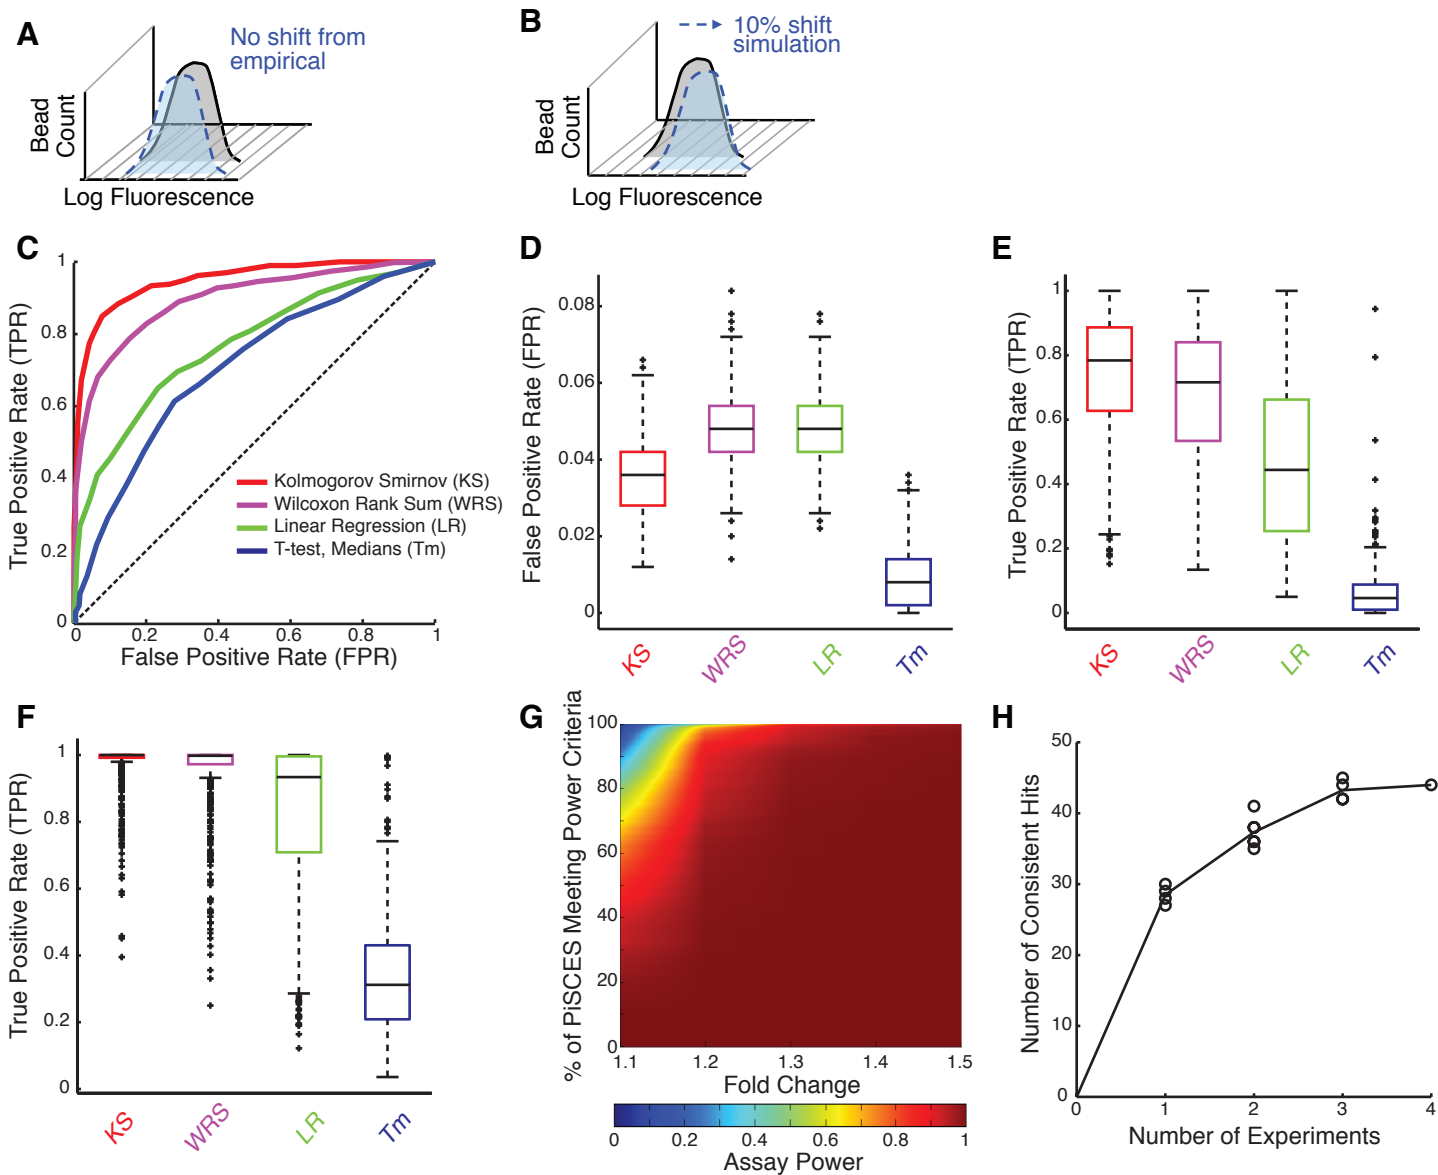 A
No shift from
empirical
Bead
Count
Log Fluorescence
B
10% shift
simulation
Bead
Count
Log Fluorescence
C
True Positive Rate (TPR)
1
0.8
0.6
0.4
0.2
0
0
0.2
0.4
0.6
0.8
1
False Positive Rate (FPR)
Kolmogorov Smirnov (KS)
Wilcoxon Rank Sum (WRS)
Linear Regression (LR)
T-test, Medians (Tm)
D
False Positive Rate (FPR)
0.08
0.06
0.04
0.02
0
KS
WRS
LR
Tm
E
True Positive Rate (TPR)
1
0.8
0.6
0.4
0.2
0
KS
WRS
LR
Tm
F
True Positive Rate (TPR)
1
0.8
0.6
0.4
0.2
0
KS
WRS
LR
Tm
G
% of PiSCES Meeting Power Criteria
100
80
60
40
20
0
1.1
1.2
1.3
1.4
1.5
Fold Change
0
0.2
0.4
0.6
0.8
1
Assay Power
H
Number of Consistent Hits
50
40
30
20
10
0
0
1
2
3
4
Number of Experiments